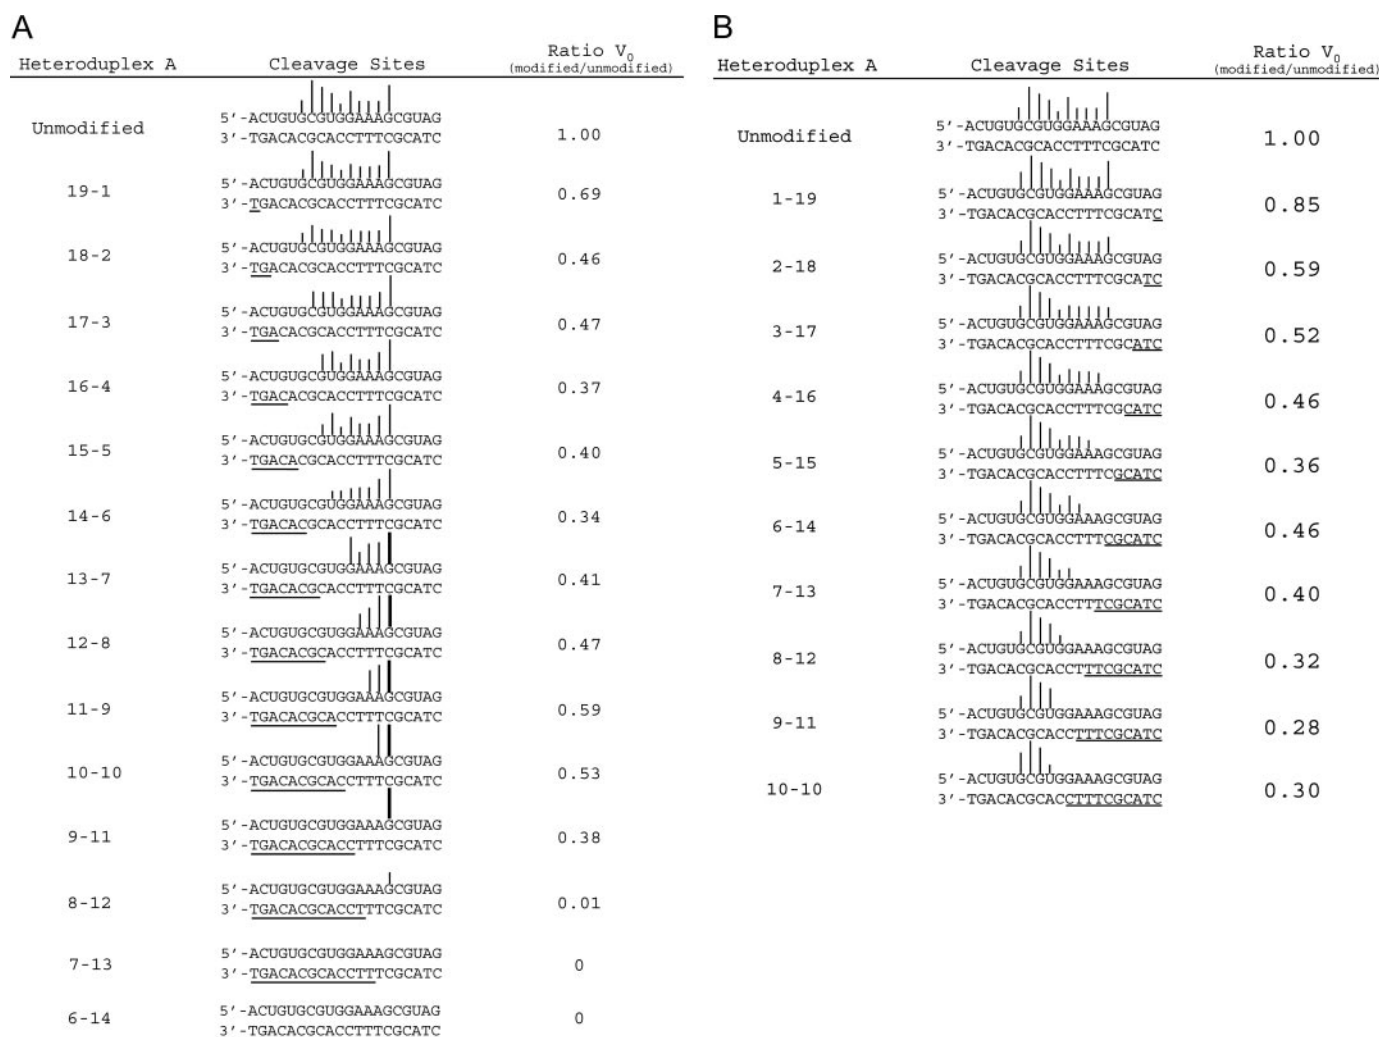 A
Heteroduplex A Cleavage Sites Ratio V0
(modified/unmodified)
Unmodified
5′-ACUGUGCGUGGAAAGCGUAG
3′-TGACACGCACCTTTCGCATC
1.00
19-1
5′-ACUGUGCGUGGAAAGCGUAG
3′-TGACACGCACCTTTCGCATC
0.69
18-2
5′-ACUGUGCGUGGAAAGCGUAG
3′-TGACACGCACCTTTCGCATC
0.46
17-3
5′-ACUGUGCGUGGAAAGCGUAG
3′-TGACACGCACCTTTCGCATC
0.47
16-4
5′-ACUGUGCGUGGAAAGCGUAG
3′-TGACACGCACCTTTCGCATC
0.37
15-5
5′-ACUGUGCGUGGAAAGCGUAG
3′-TGACACGCACCTTTCGCATC
0.40
14-6
5′-ACUGUGCGUGGAAAGCGUAG
3′-TGACACGCACCTTTCGCATC
0.34
13-7
5′-ACUGUGCGUGGAAAGCGUAG
3′-TGACACGCACCTTTCGCATC
0.41
12-8
5′-ACUGUGCGUGGAAAGCGUAG
3′-TGACACGCACCTTTCGCATC
0.47
11-9
5′-ACUGUGCGUGGAAAGCGUAG
3′-TGACACGCACCTTTCGCATC
0.59
10-10
5′-ACUGUGCGUGGAAAGCGUAG
3′-TGACACGCACCTTTCGCATC
0.53
9-11
5′-ACUGUGCGUGGAAAGCGUAG
3′-TGACACGCACCTTTCGCATC
0.38
8-12
5′-ACUGUGCGUGGAAAGCGUAG
3′-TGACACGCACCTTTCGCATC
0.01
7-13
5′-ACUGUGCGUGGAAAGCGUAG
3′-TGACACGCACCTTTCGCATC
0
6-14
5′-ACUGUGCGUGGAAAGCGUAG
3′-TGACACGCACCTTTCGCATC
0
B
Heteroduplex A Cleavage Sites Ratio V0
(modified/unmodified)
Unmodified
5′-ACUGUGCGUGGAAAGCGUAG
3′-TGACACGCACCTTTCGCATC
1.00
1-19
5′-ACUGUGCGUGGAAAGCGUAG
3′-TGACACGCACCTTTCGCATC
0.85
2-18
5′-ACUGUGCGUGGAAAGCGUAG
3′-TGACACGCACCTTTCGCATC
0.59
3-17
5′-ACUGUGCGUGGAAAGCGUAG
3′-TGACACGCACCTTTCGCATC
0.52
4-16
5′-ACUGUGCGUGGAAAGCGUAG
3′-TGACACGCACCTTTCGCATC
0.46
5-15
5′-ACUGUGCGUGGAAAGCGUAG
3′-TGACACGCACCTTTCGCATC
0.36
6-14
5′-ACUGUGCGUGGAAAGCGUAG
3′-TGACACGCACCTTTCGCATC
0.46
7-13
5′-ACUGUGCGUGGAAAGCGUAG
3′-TGACACGCACCTTTCGCATC
0.40
8-12
5′-ACUGUGCGUGGAAAGCGUAG
3′-TGACACGCACCTTTCGCATC
0.32
9-11
5′-ACUGUGCGUGGAAAGCGUAG
3′-TGACACGCACCTTTCGCATC
0.28
10-10
5′-ACUGUGCGUGGAAAGCGUAG
3′-TGACACGCACCTTTCGCATC
0.30